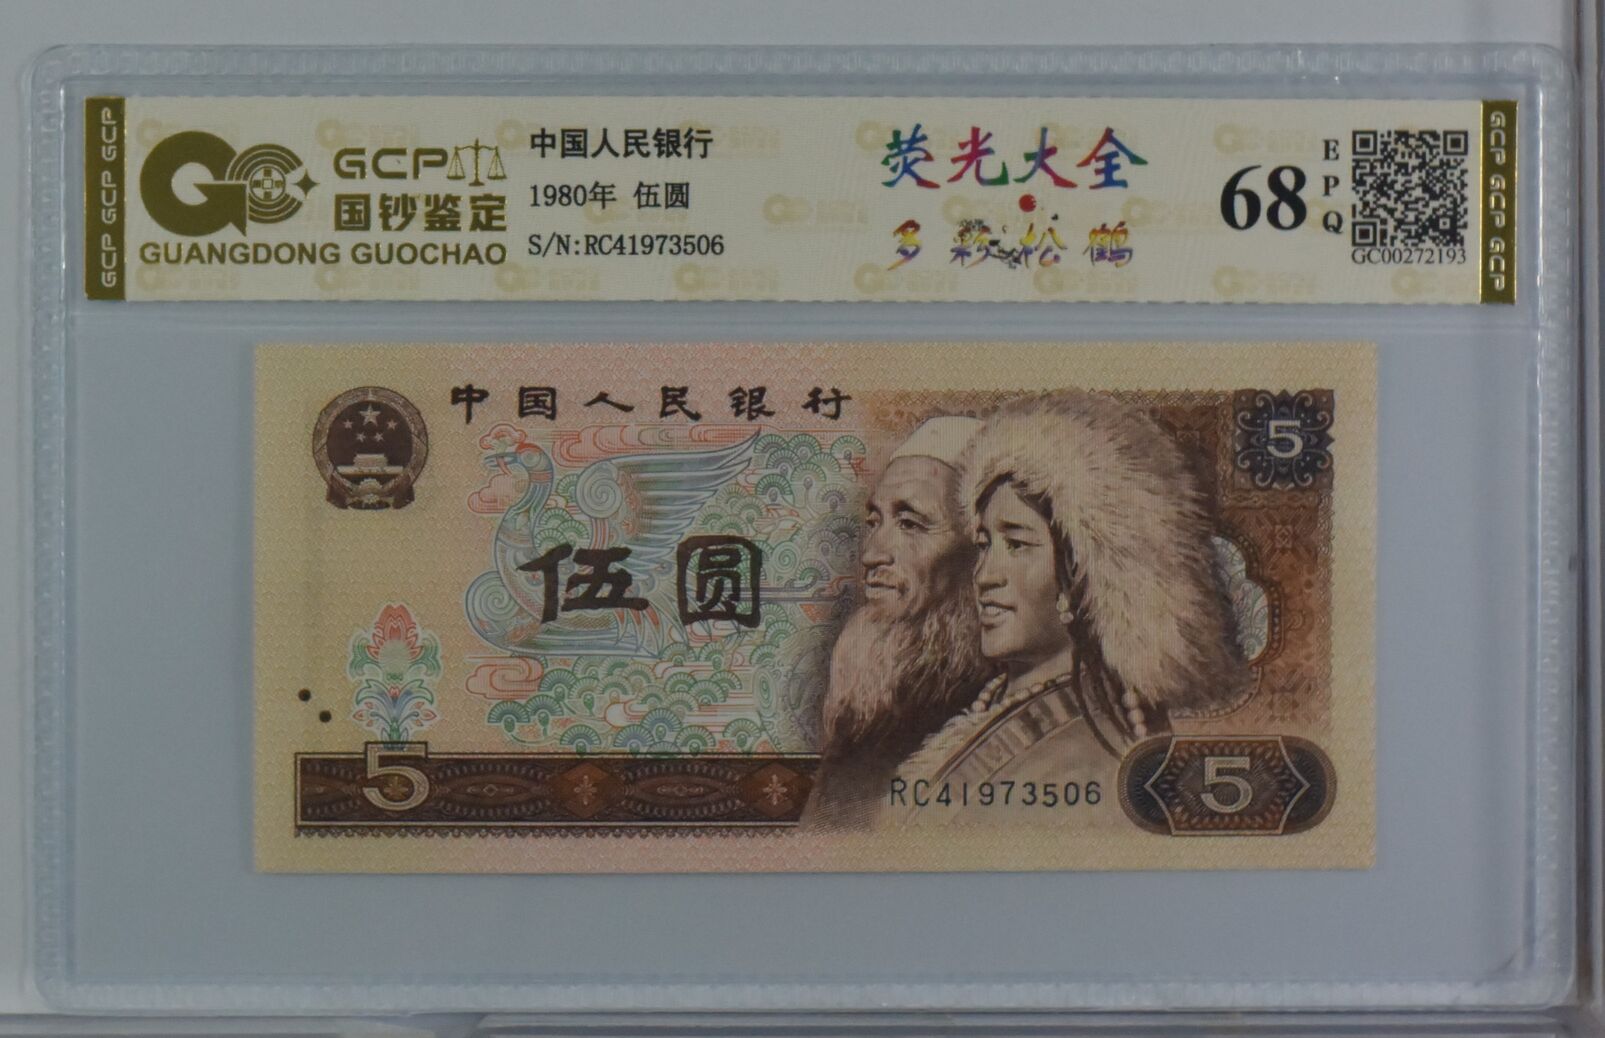 GCP GCP GCP
GCP
国钞鉴定
GUANGDONG GUOCHAO
中国人民银行
1980年 伍圆
S/N:RC41973506
荧光大全
多颗松鹤
68
EPQ
GC00272193
GCP GCP GCP
中国人民银行
5
伍圆
5
RC41973506
5